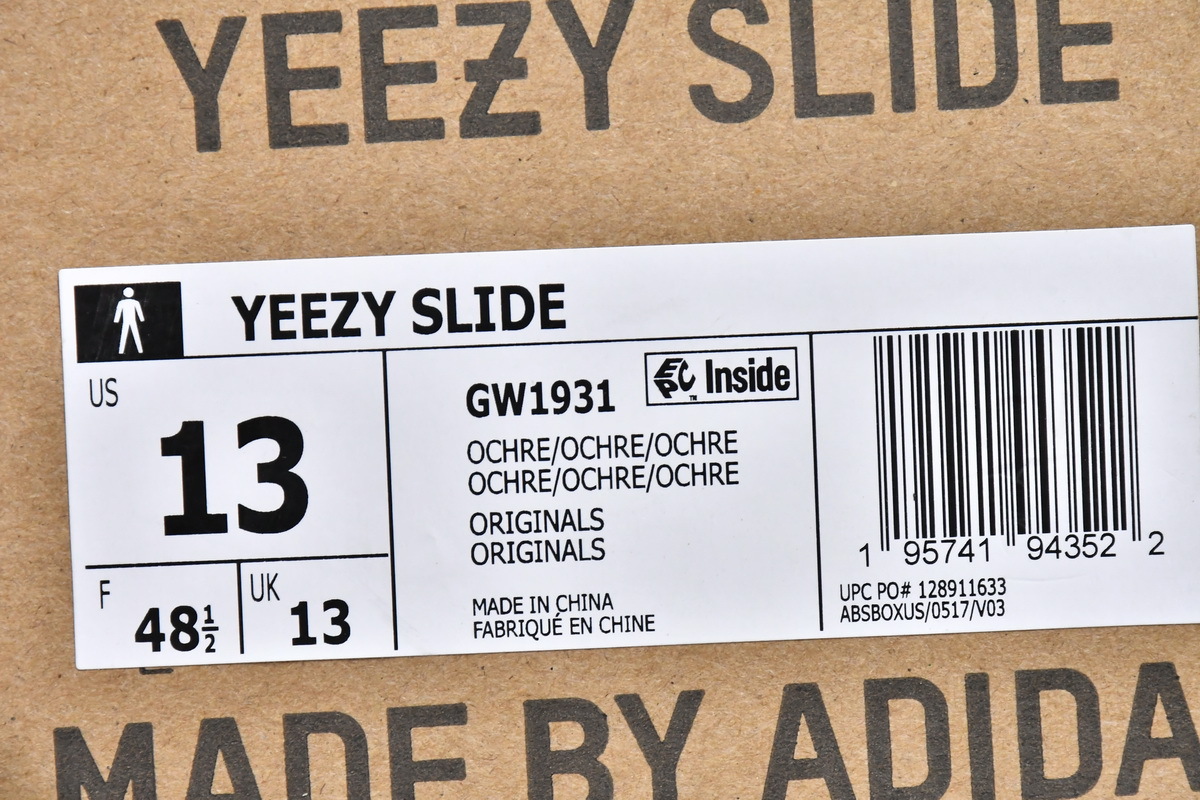 YEEZY SLIDE
YEEZY SLIDE
US
13
F
48½
UK
13
GW1931
EPC Inside
™
OCHRE/OCHRE/OCHRE
OCHRE/OCHRE/OCHRE
ORIGINALS
ORIGINALS
MADE IN CHINA
FABRIQUÉ EN CHINE
1 95741 94352 2
UPC PO# 128911633
ABSBOXUS/0517/V03
MADE BY ADIDA